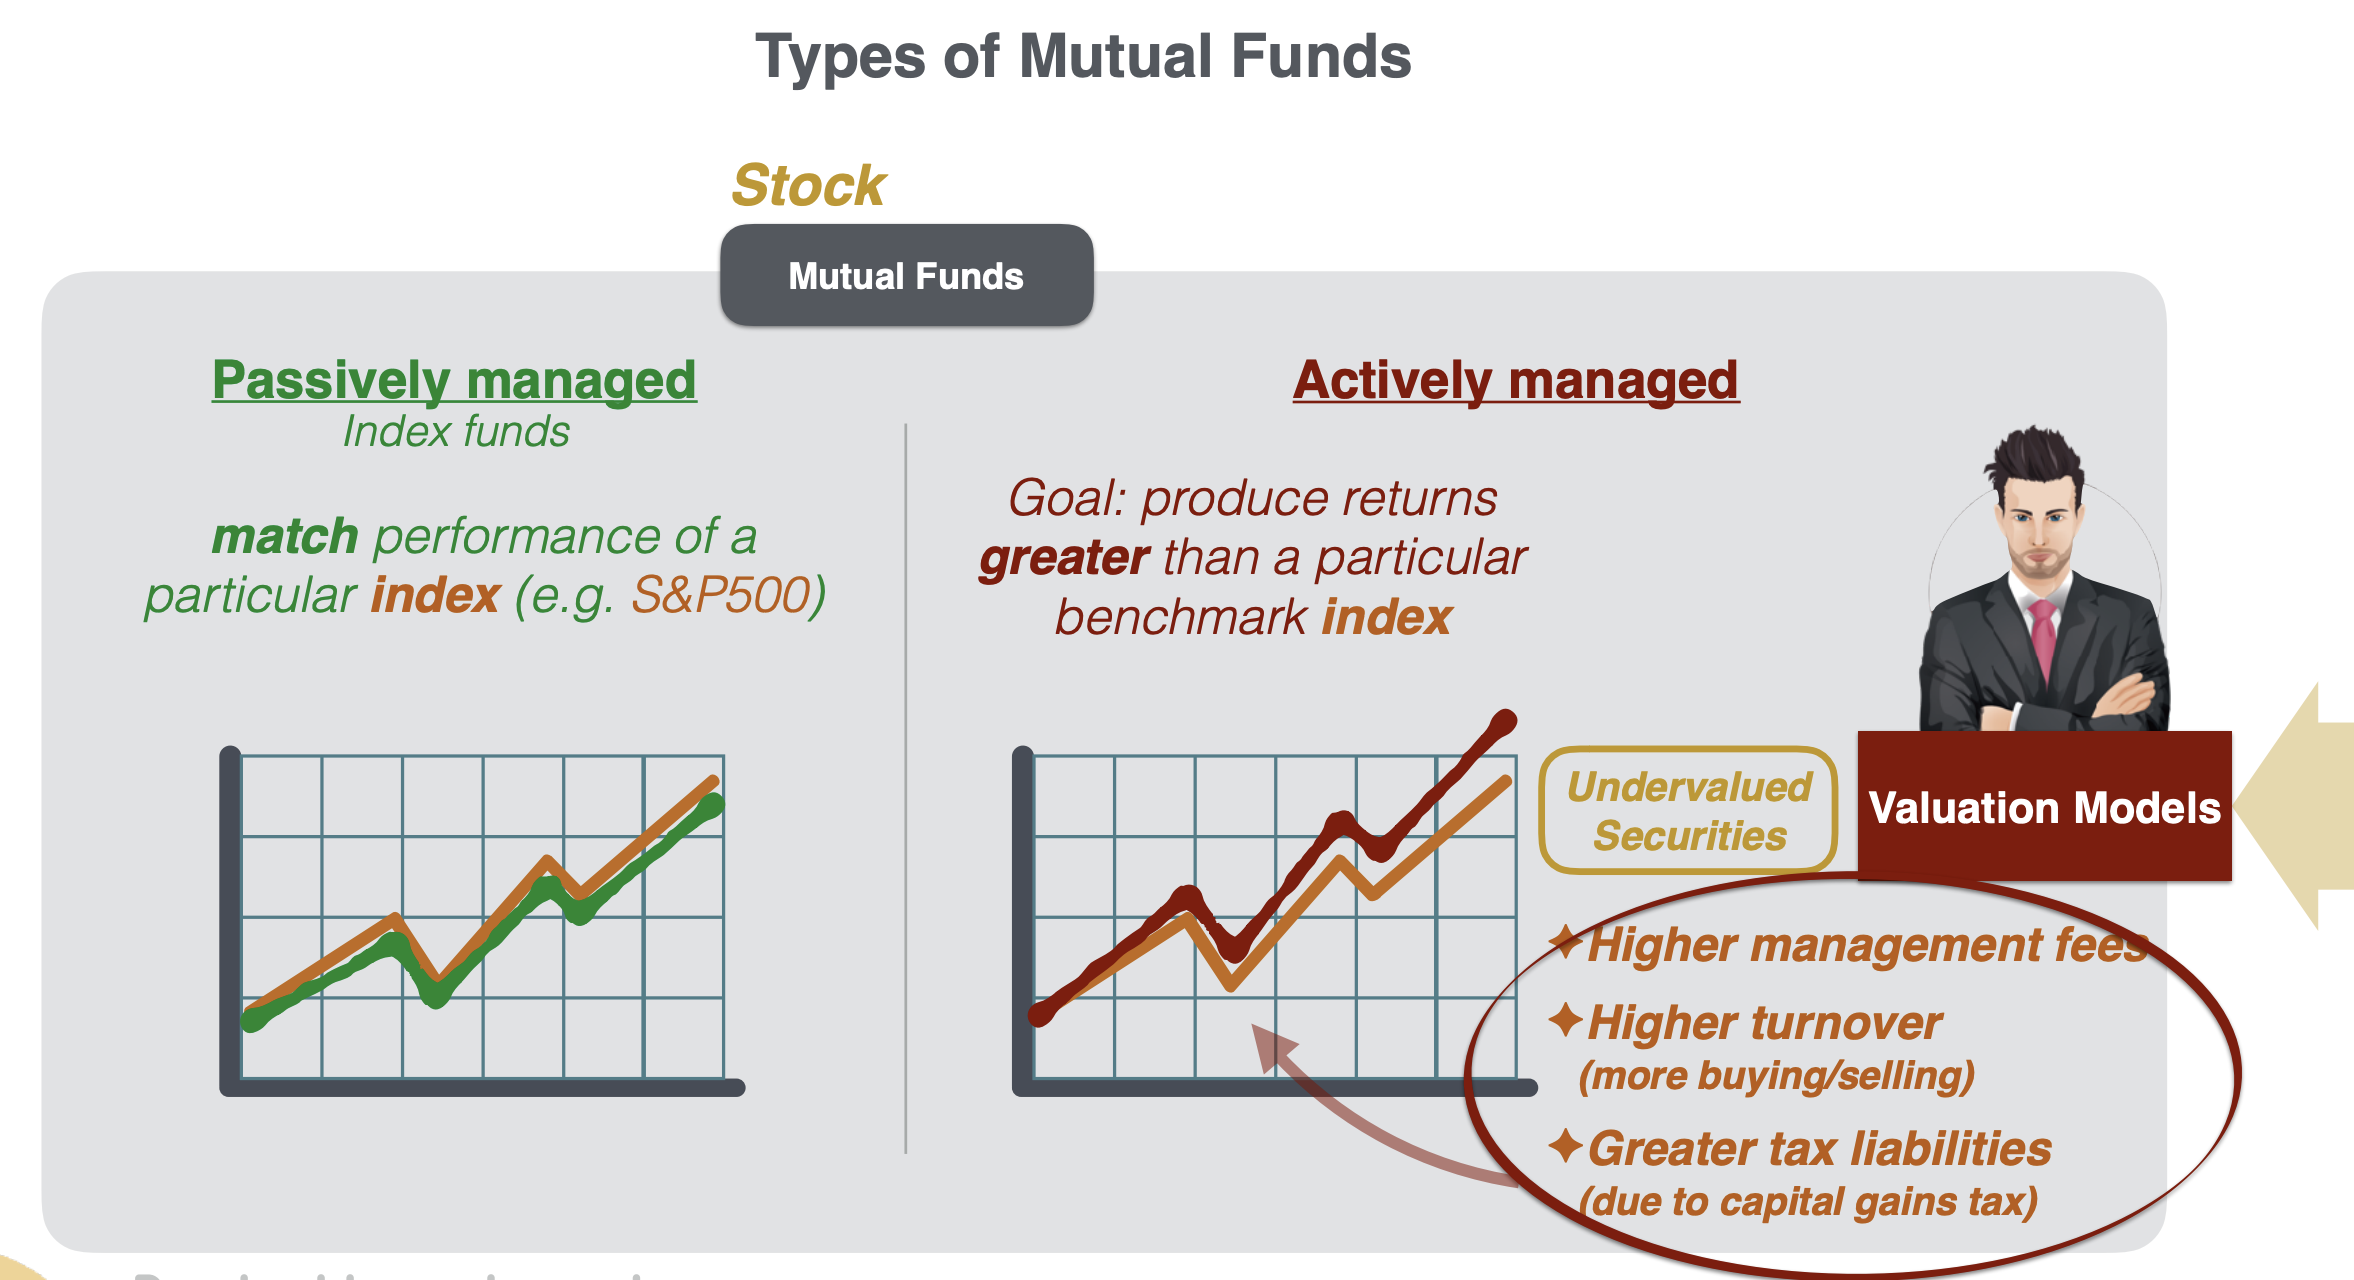 Types of Mutual Funds
Stock
Mutual Funds
Passively managed
Index funds
match performance of a
particular index (e.g. S&P500)
Actively managed
Goal: produce returns
greater than a particular
benchmark index
Undervalued
Securities
Valuation Models
✦Higher management fees
✦Higher turnover
(more buying/selling)
✦Greater tax liabilities
(due to capital gains tax)